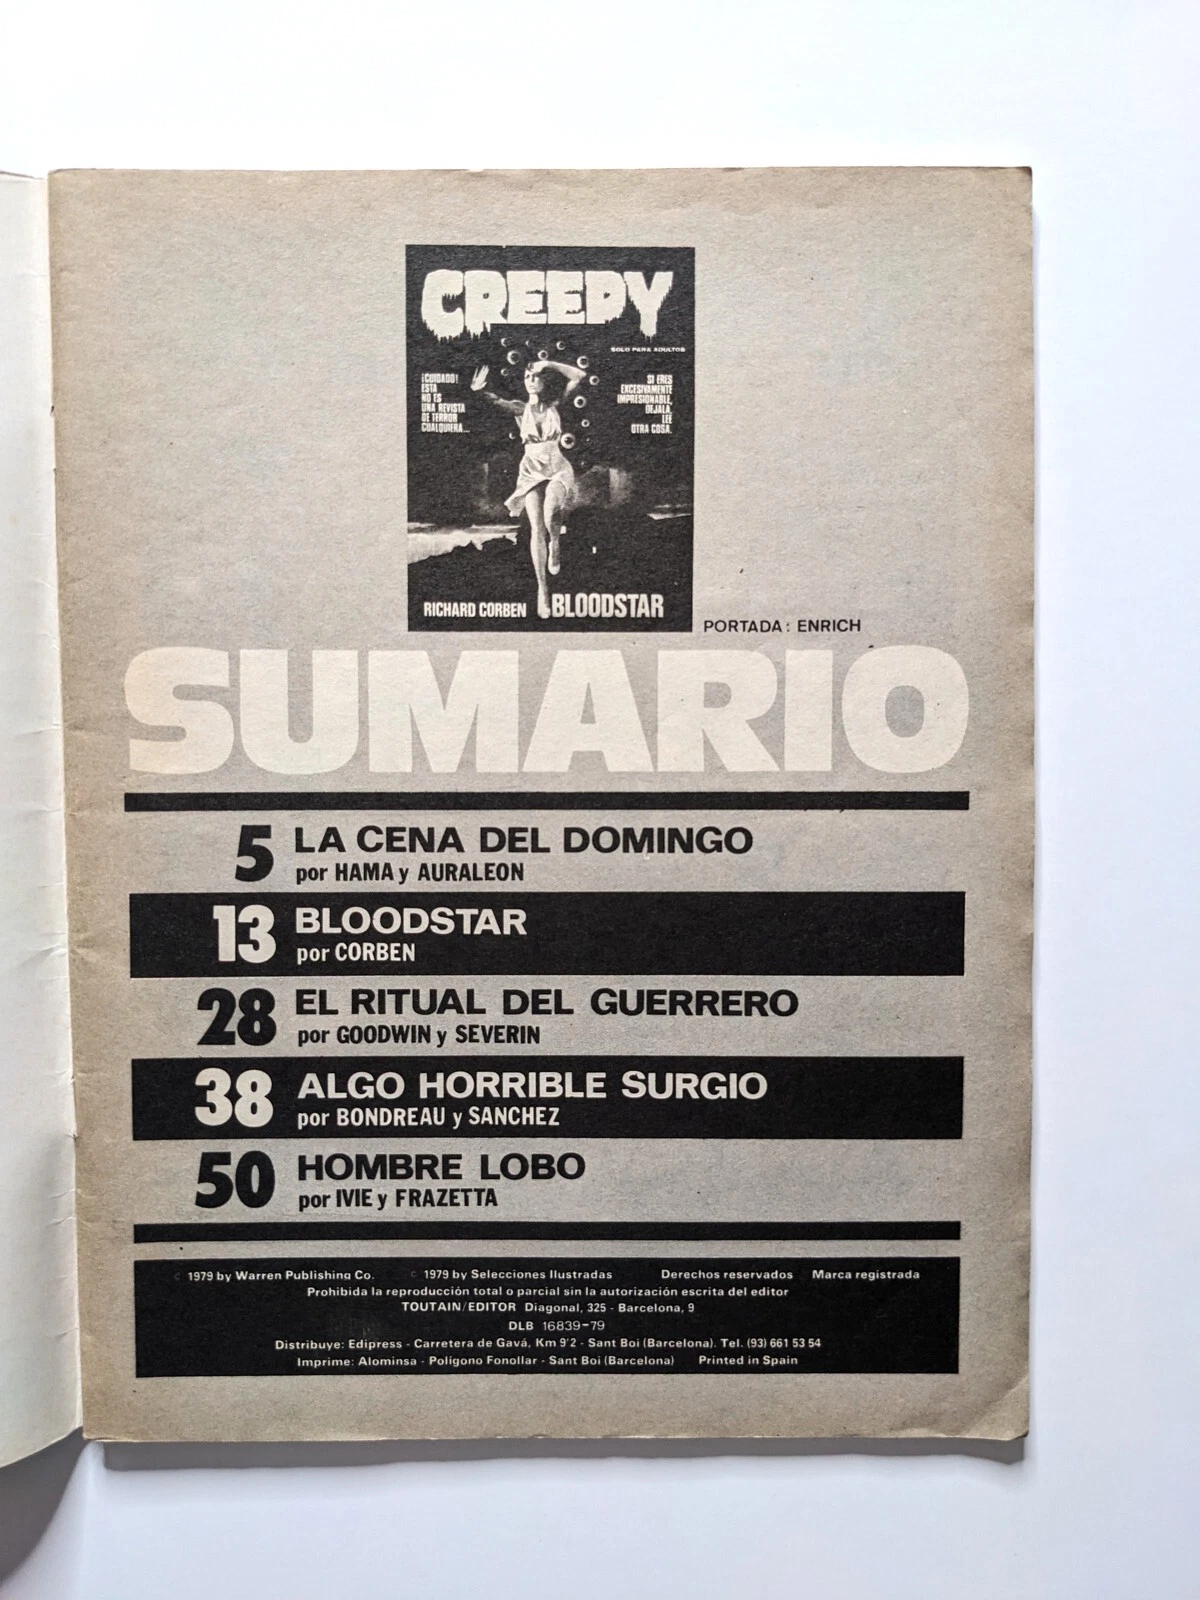 CREEPY
SOLO PARA ADULTOS
¡CUIDADO!
ESTA
NO ES
UNA REVISTA
DE TERROR
CUALQUIERA...
SI ERES
EXCESIVAMENTE
IMPRESIONABLE,
DEJALA,
LEE
OTRA COSA.
RICHARD CORBEN BLOODSTAR
PORTADA: ENRICH
SUMARIO
5 LA CENA DEL DOMINGO
por HAMA y AURALEON
13 BLOODSTAR
por CORBEN
28 EL RITUAL DEL GUERRERO
por GOODWIN y SEVERIN
38 ALGO HORRIBLE SURGIO
por BONDREAU y SANCHEZ
50 HOMBRE LOBO
por IVIE y FRAZETTA
© 1979 by Warren Publishing Co. © 1979 by Selecciones Ilustradas Derechos reservados Marca registrada
Prohibida la reproducción total o parcial sin la autorización escrita del editor
TOUTAIN/EDITOR Diagonal, 325 - Barcelona, 9
DLB 16839-79
Distribuye: Edipress - Carretera de Gavá, Km 9'2 - Sant Boi (Barcelona). Tel. (93) 661 53 54
Imprime: Alominsa - Polígono Fonollar - Sant Boi (Barcelona) Printed in Spain